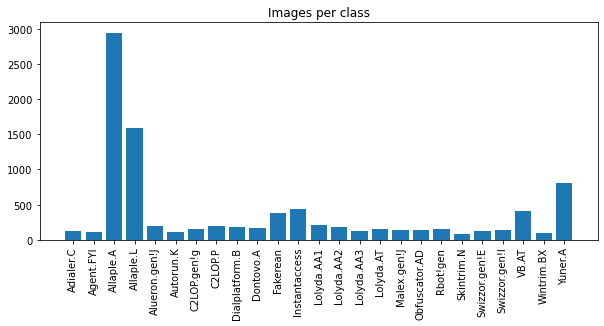 Images per class
3000
2500
2000
1500
1000
500
0
Adialer.C
Agent.FYI
Allaple.A
Allaple.L
Alueron.gen!J
Autorun.K
C2LOP.gen!g
C2LOP.P
Dialplatform.B
Dontovo.A
Fakerean
Instantaccess
Lolyda.AA1
Lolyda.AA2
Lolyda.AA3
Lolyda.AT
Malex.gen!J
Obfuscator.AD
Rbot!gen
Skintrim.N
Swizzor.gen!E
Swizzor.gen!I
VB.AT
Wintrim.BX
Yuner.A